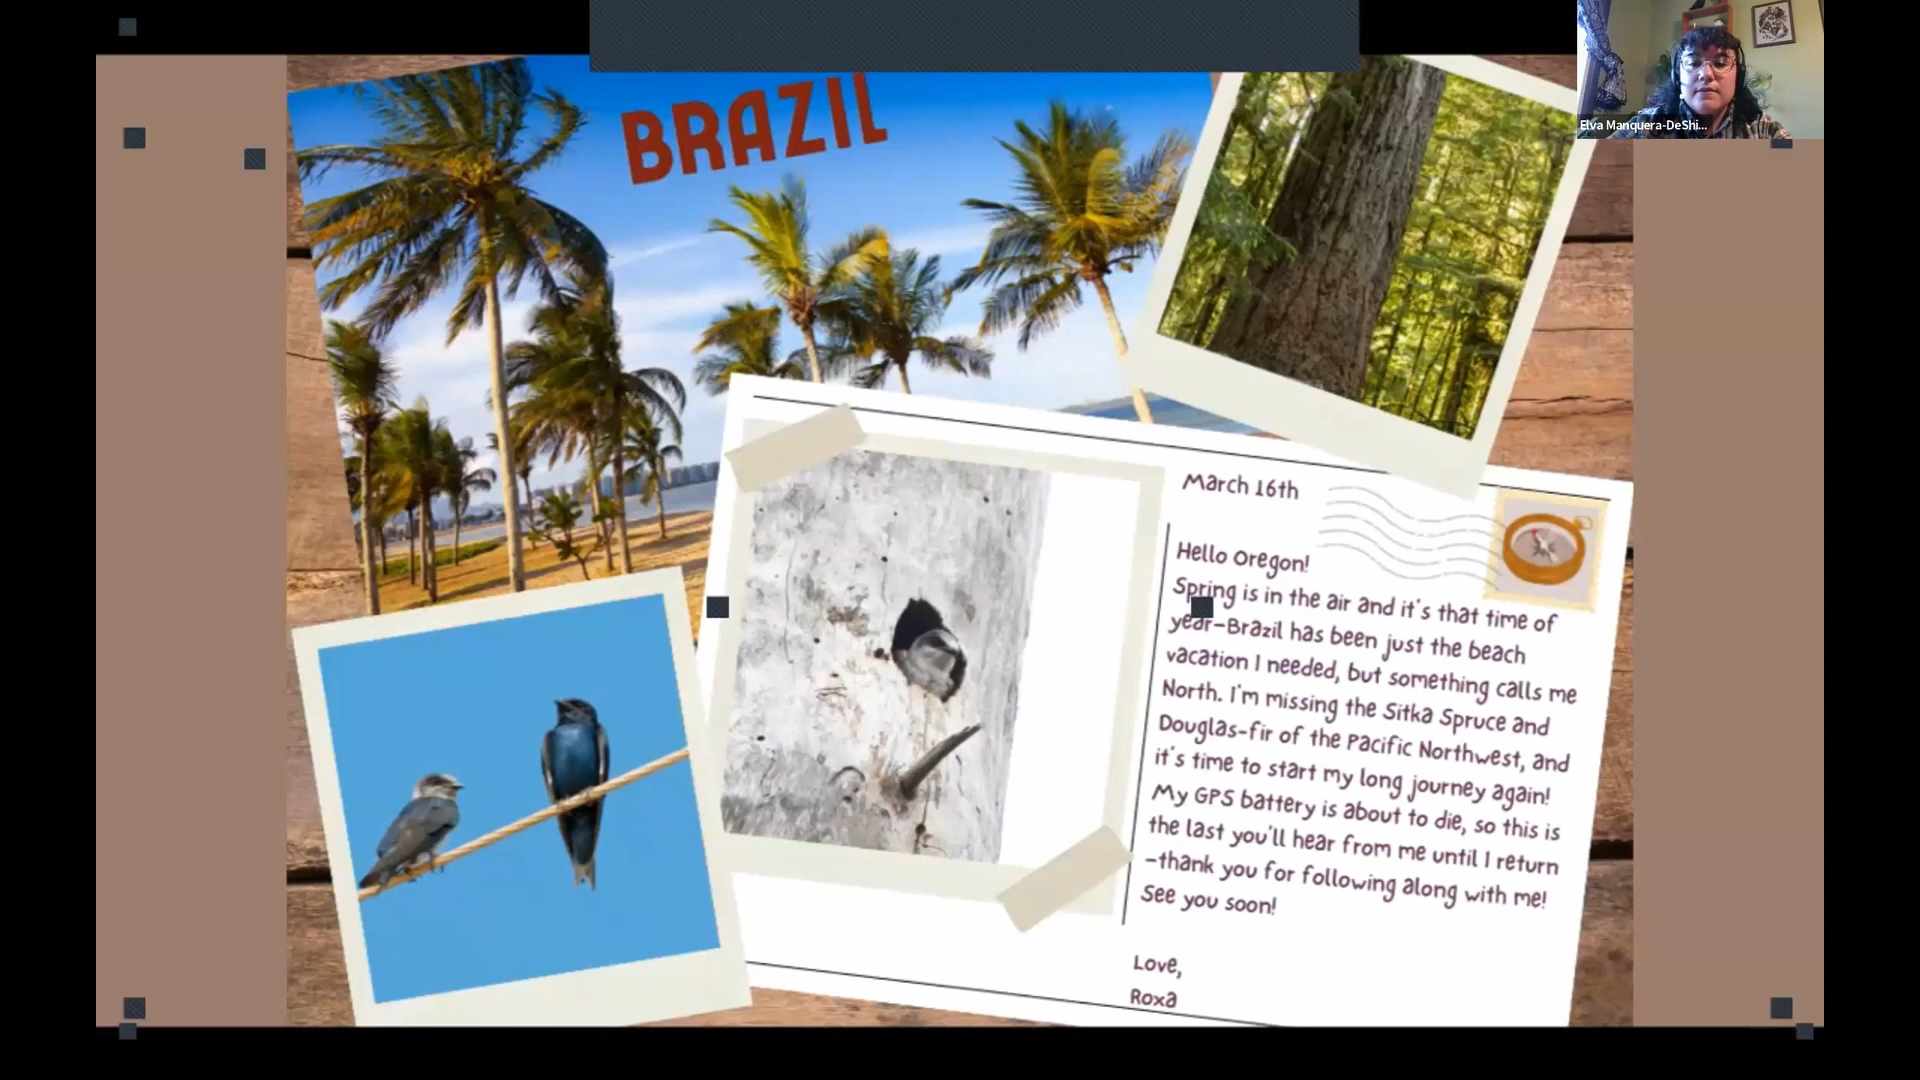 BRAZIL
Elva Manquera-DeShi...
March 16th
Hello Oregon!
Spring is in the air and it's that time of
year-Brazil has been just the beach
vacation I needed, but something calls me
North. I'm missing the Sitka Spruce and
Douglas-fir of the Pacific Northwest, and
it's time to start my long journey again!
My GPS battery is about to die, so this is
the last you'll hear from me until I return
-thank you for following along with me!
See you soon!
Love,
Roxa